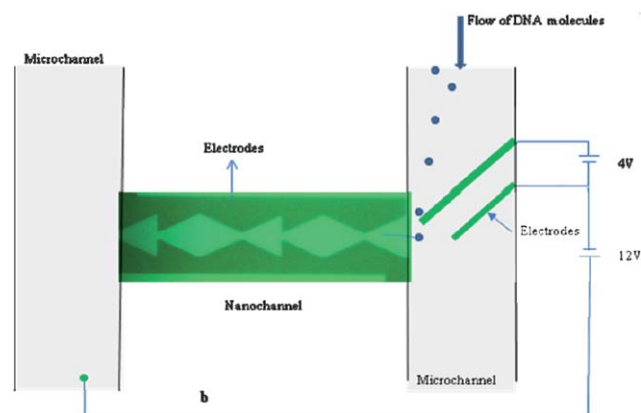 Flow of DNA molecules
Microchannel
Electrodes
4V
Electrodes
12V
Nanochannel
Microchannel
b